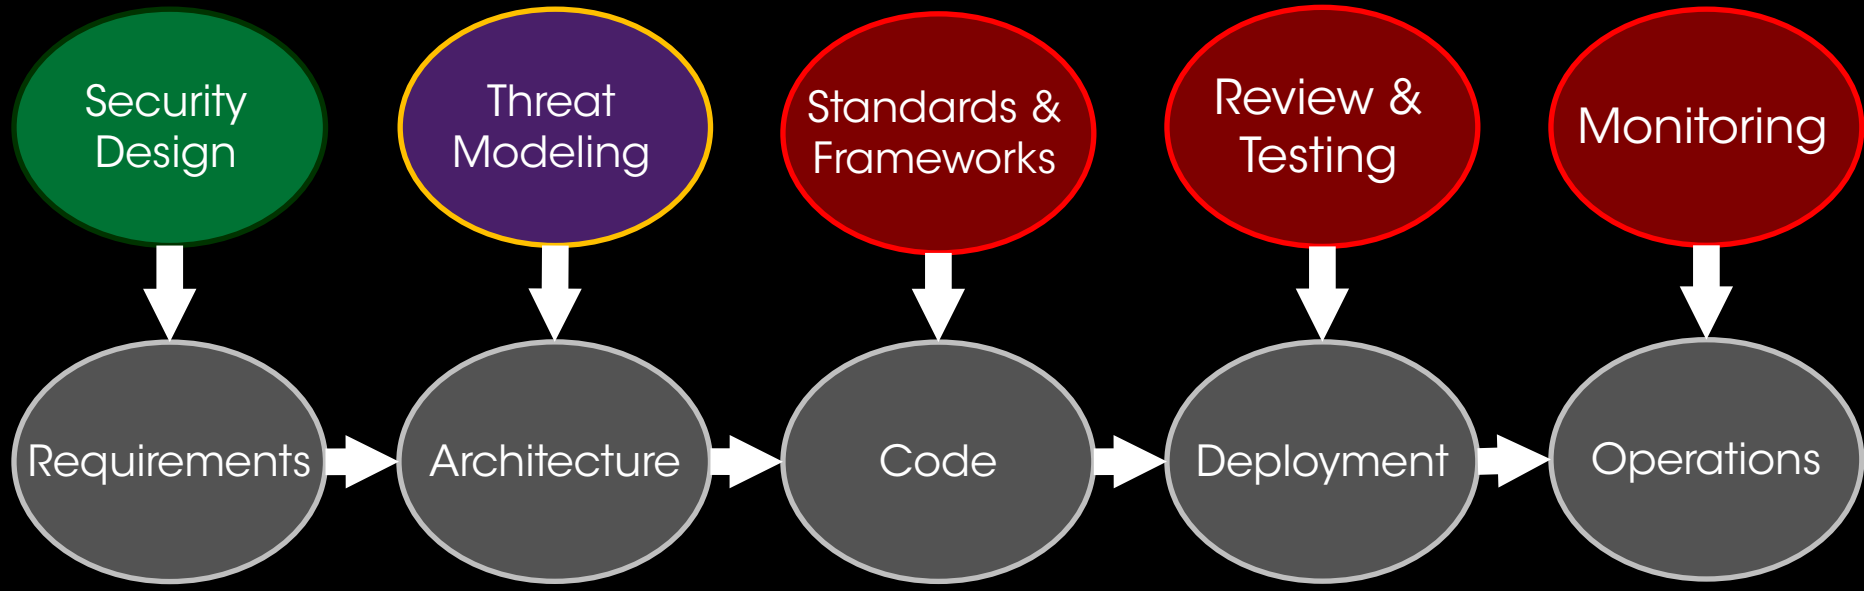 Security
Design
Threat
Modeling
Standards &
Frameworks
Review &
Testing
Monitoring
Requirements
Architecture
Code
Deployment
Operations